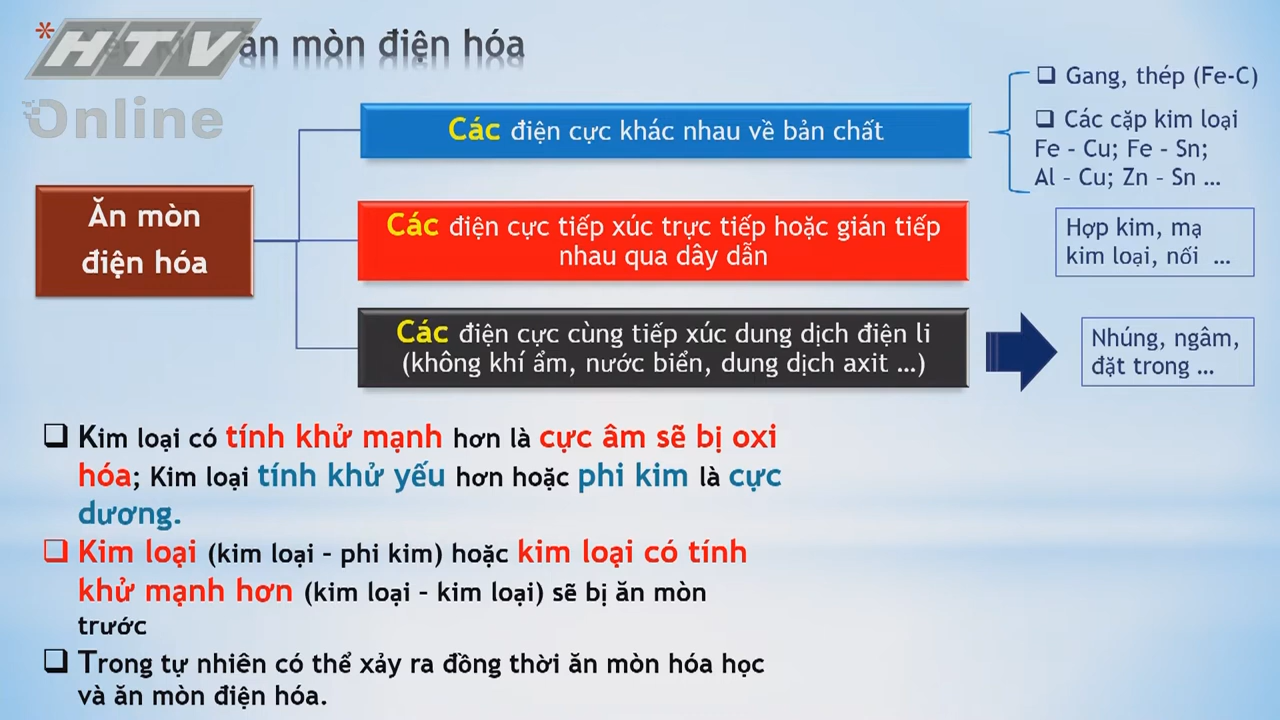 * ăn mòn điện hóa
HTV
Online
Ăn mòn
điện hóa
Các điện cực khác nhau về bản chất
❑ Gang, thép (Fe-C)
❑ Các cặp kim loại
Fe – Cu; Fe – Sn;
Al – Cu; Zn – Sn …
Các điện cực tiếp xúc trực tiếp hoặc gián tiếp
nhau qua dây dẫn
Hợp kim, mạ
kim loại, nối …
Các điện cực cùng tiếp xúc dung dịch điện li
(không khí ẩm, nước biển, dung dịch axit …)
Nhúng, ngâm,
đặt trong …
❑ Kim loại có tính khử mạnh hơn là cực âm sẽ bị oxi
hóa; Kim loại tính khử yếu hơn hoặc phi kim là cực
dương.
❑ Kim loại (kim loại – phi kim) hoặc kim loại có tính
khử mạnh hơn (kim loại – kim loại) sẽ bị ăn mòn
trước
❑ Trong tự nhiên có thể xảy ra đồng thời ăn mòn hóa học
và ăn mòn điện hóa.